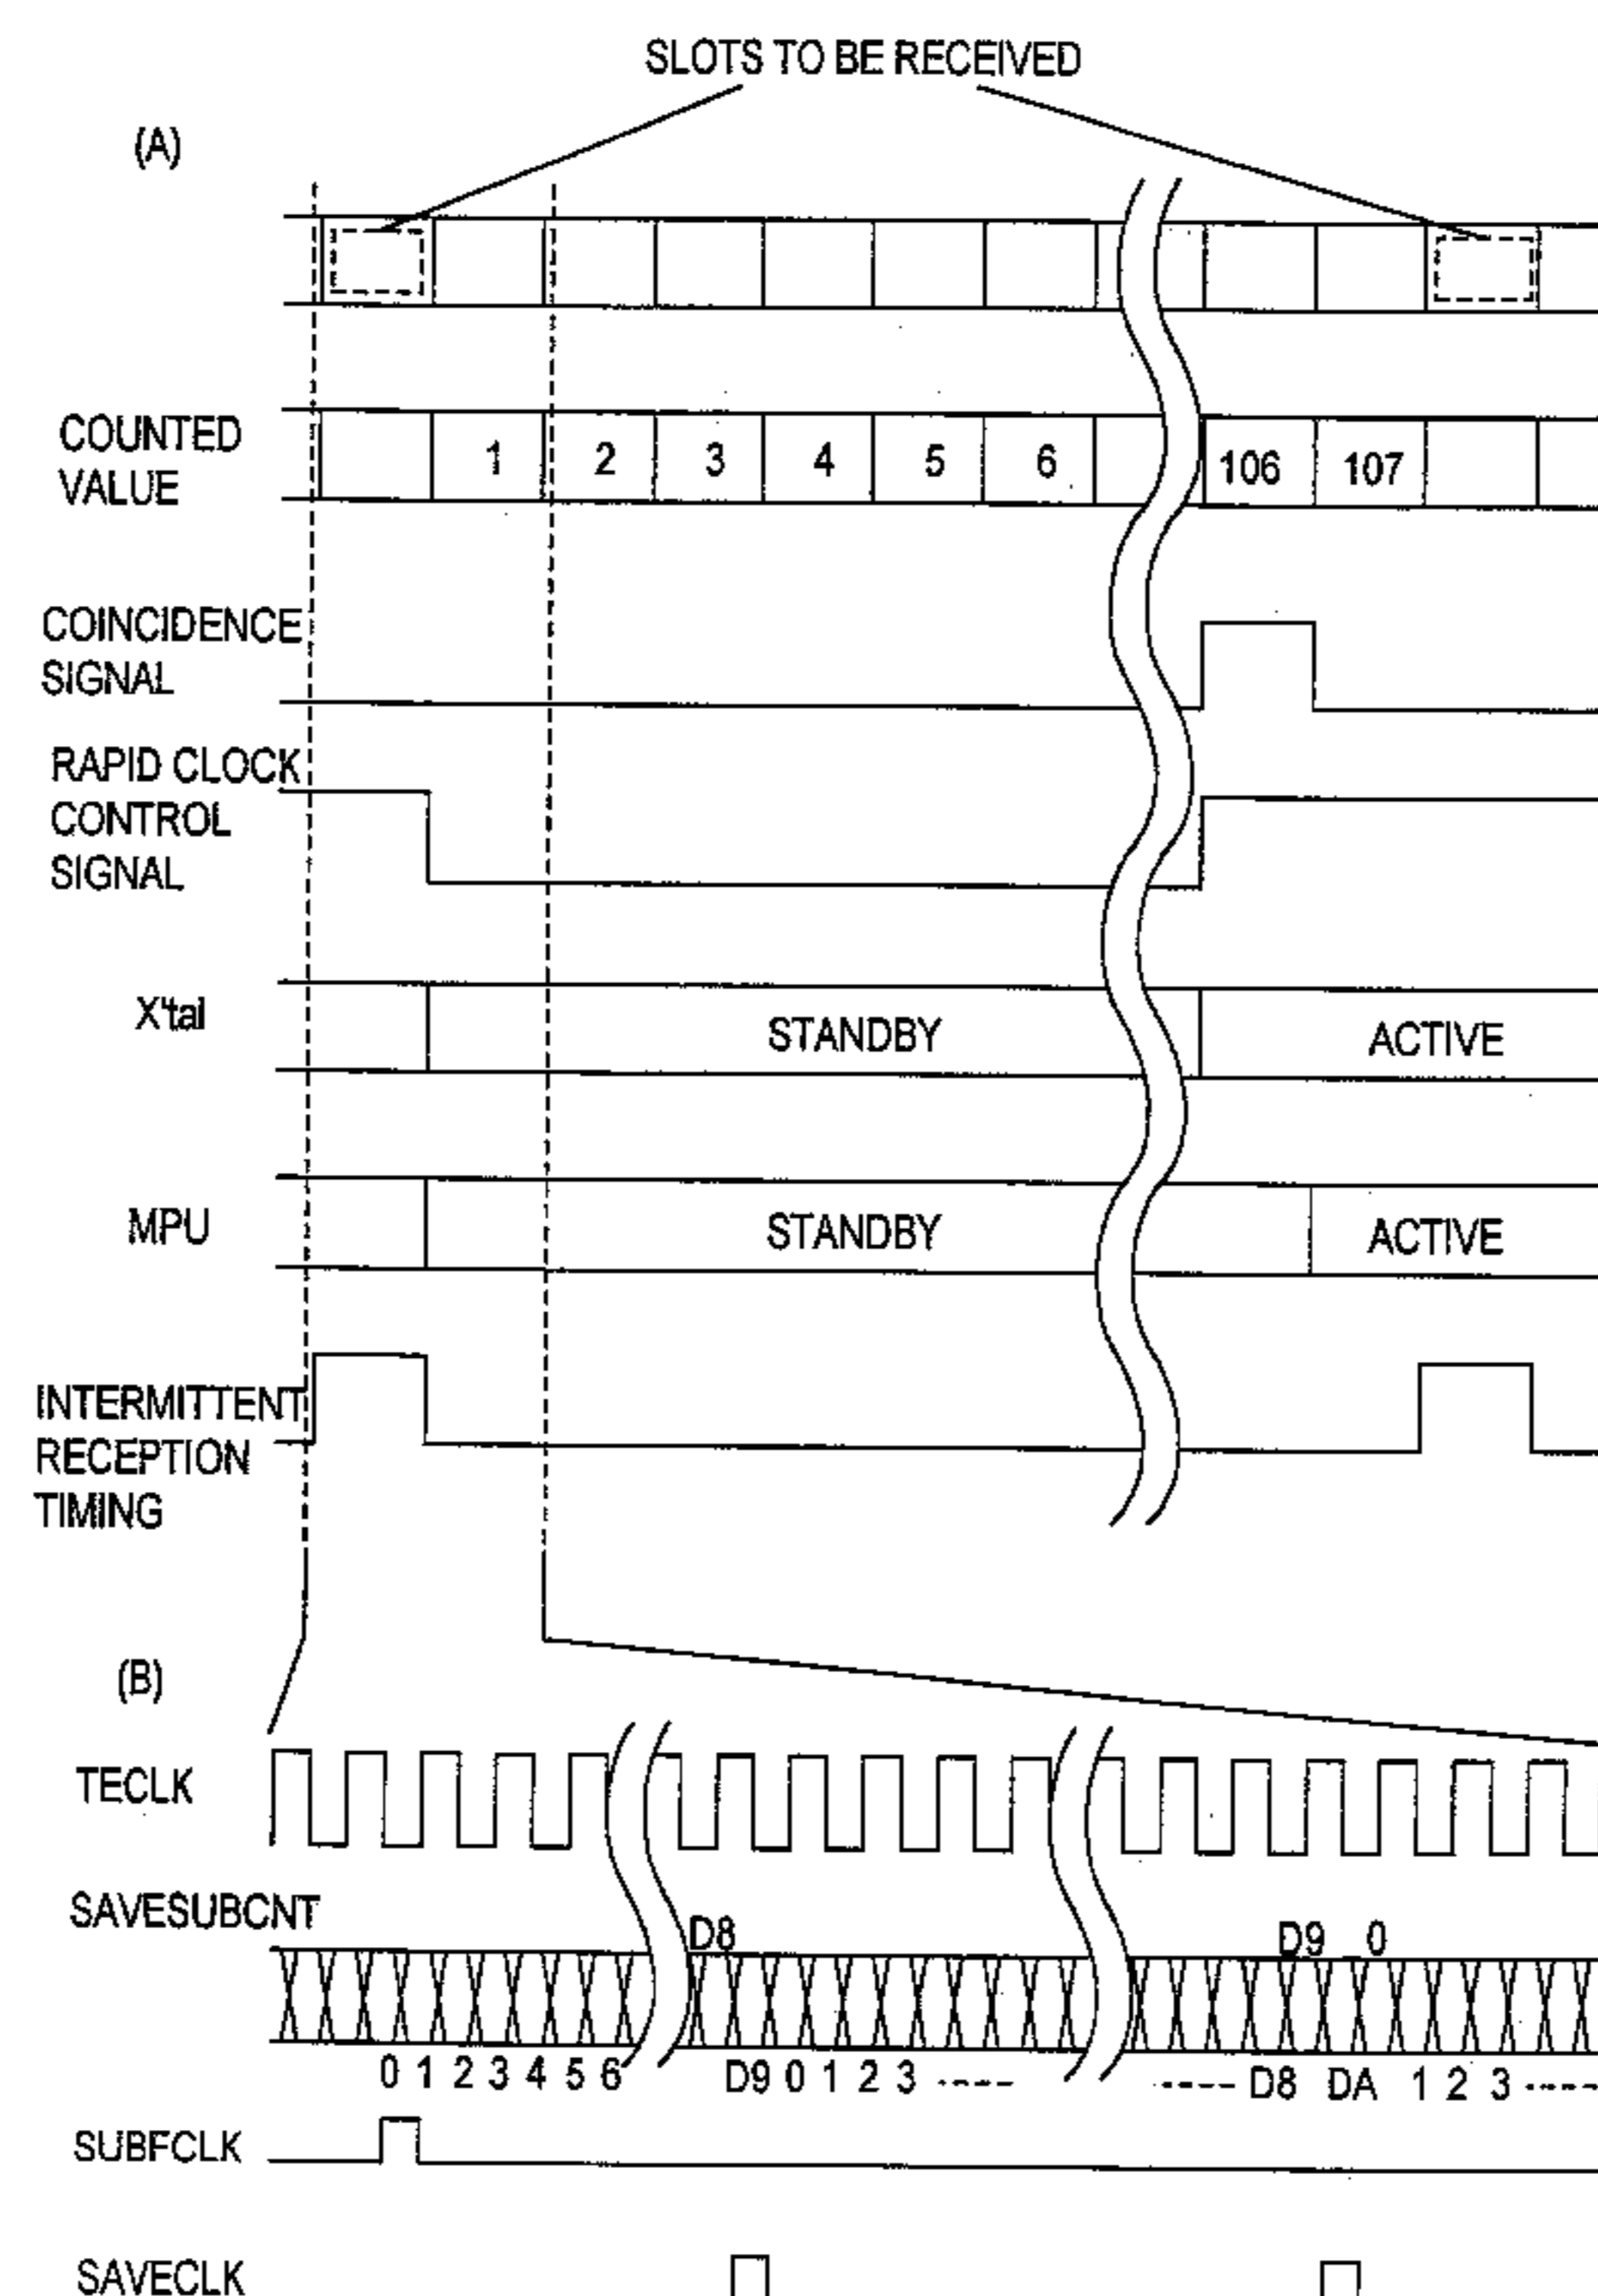 SLOTS TO BE RECEIVED
(A)
COUNTED
VALUE
1 2 3 4 5 6 106 107
COINCIDENCE
SIGNAL
RAPID CLOCK
CONTROL
SIGNAL
X'tal
STANDBY ACTIVE
MPU
STANDBY ACTIVE
INTERMITTENT
RECEPTION
TIMING
(B)
TECLK
SAVESUBCNT
D8 D9 0
0 1 2 3 4 5 6 D9 0 1 2 3 ---- ----- D8 DA 1 2 3 -----
SUBFCLK
SAVECLK